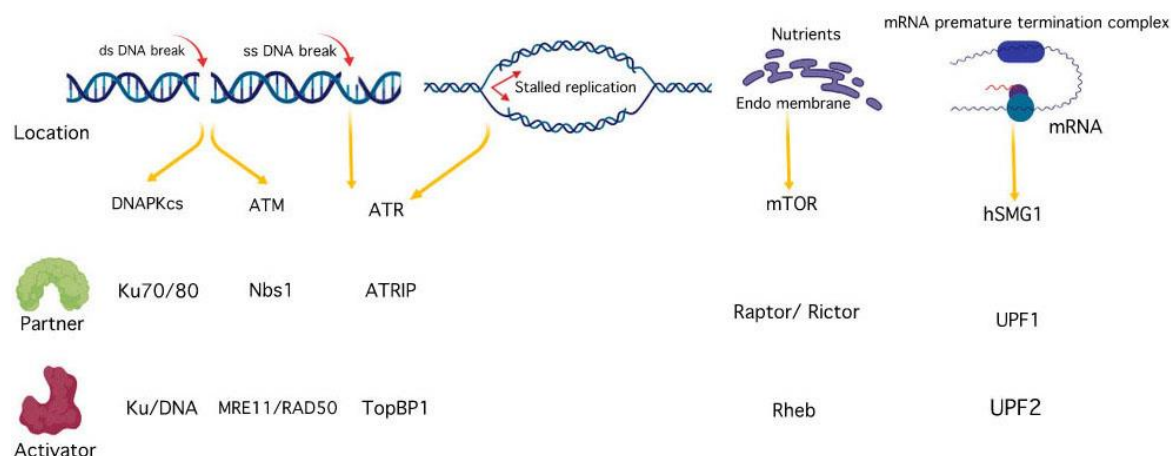 mRNA premature termination complex
ds DNA break
ss DNA break
Nutrients
Stalled replication
Endo membrane
mRNA
Location
DNAPKcs ATM ATR mTOR hSMG1
Ku70/80 Nbs1 ATRIP Raptor/ Rictor UPF1
Partner
Ku/DNA MRE11/RAD50 TopBP1 Rheb UPF2
Activator